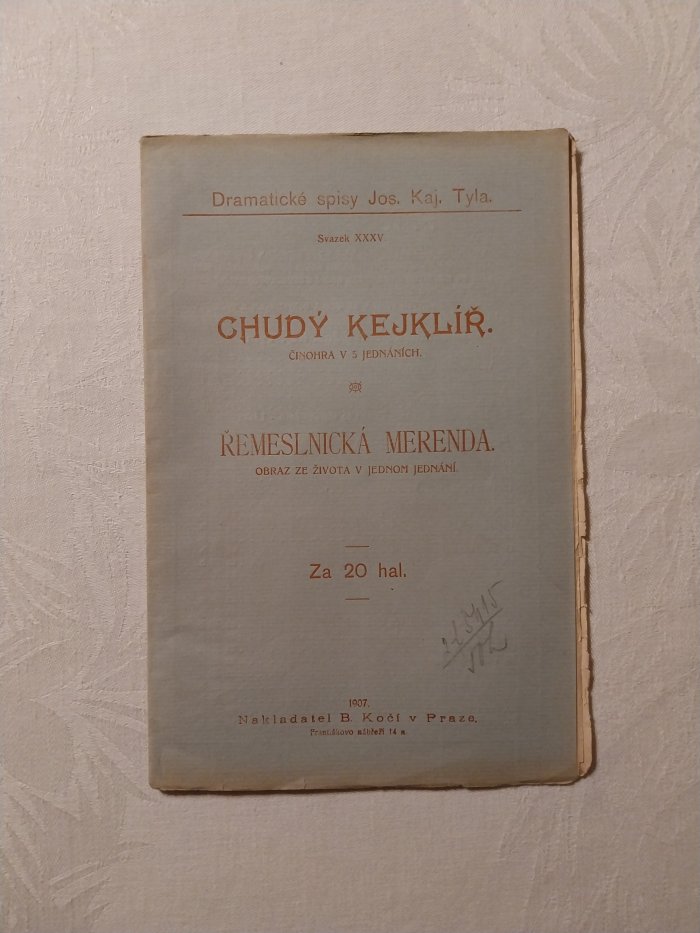 Dramatické spisy Jos. Kaj. Tyla.
Svazek XXXV
CHUDÝ KEJKLÍŘ.
ČINOHRA V 5 JEDNÁNÍCH.
ŘEMESLNICKÁ MERENDA.
OBRAZ ZE ŽIVOTA V JEDNOM JEDNÁNÍ.
Za 20 hal.
1907.
Nakladatel B. Kočí v Praze,
Františkovo nábřeží 14 a.